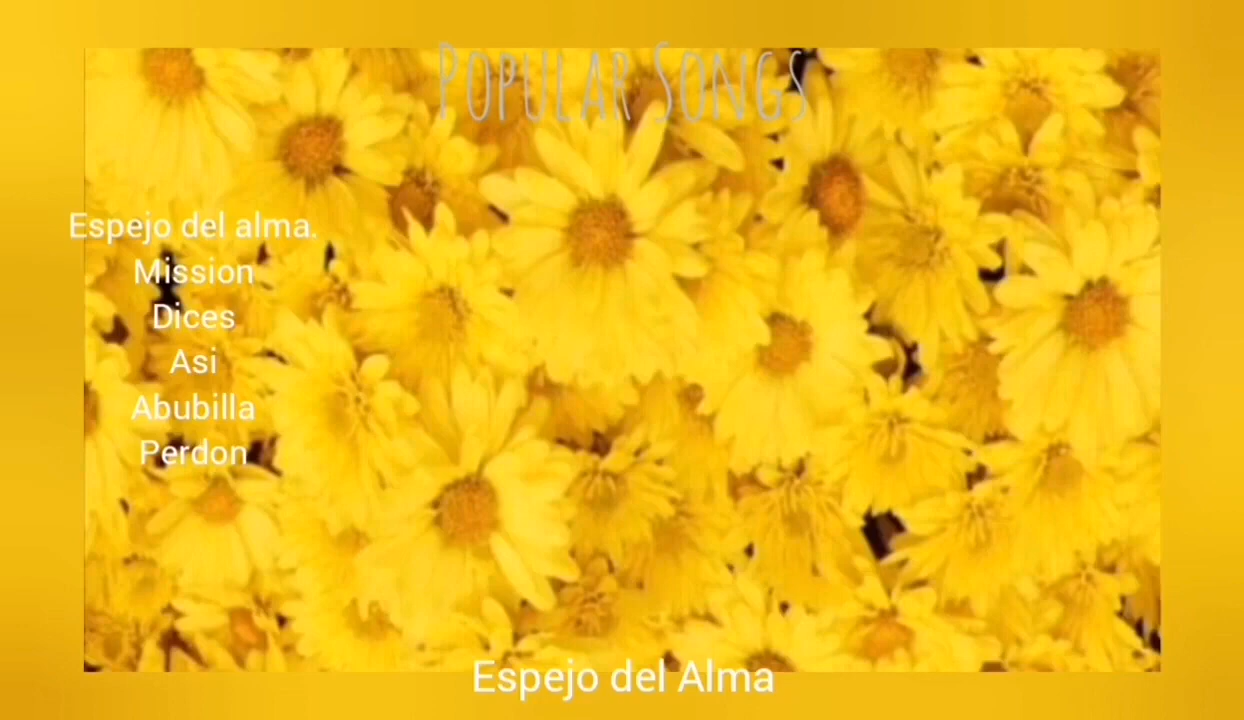 Popular Songs
Espejo del alma.
Mission
Dices
Asi
Abubilla
Perdon
Espejo del Alma